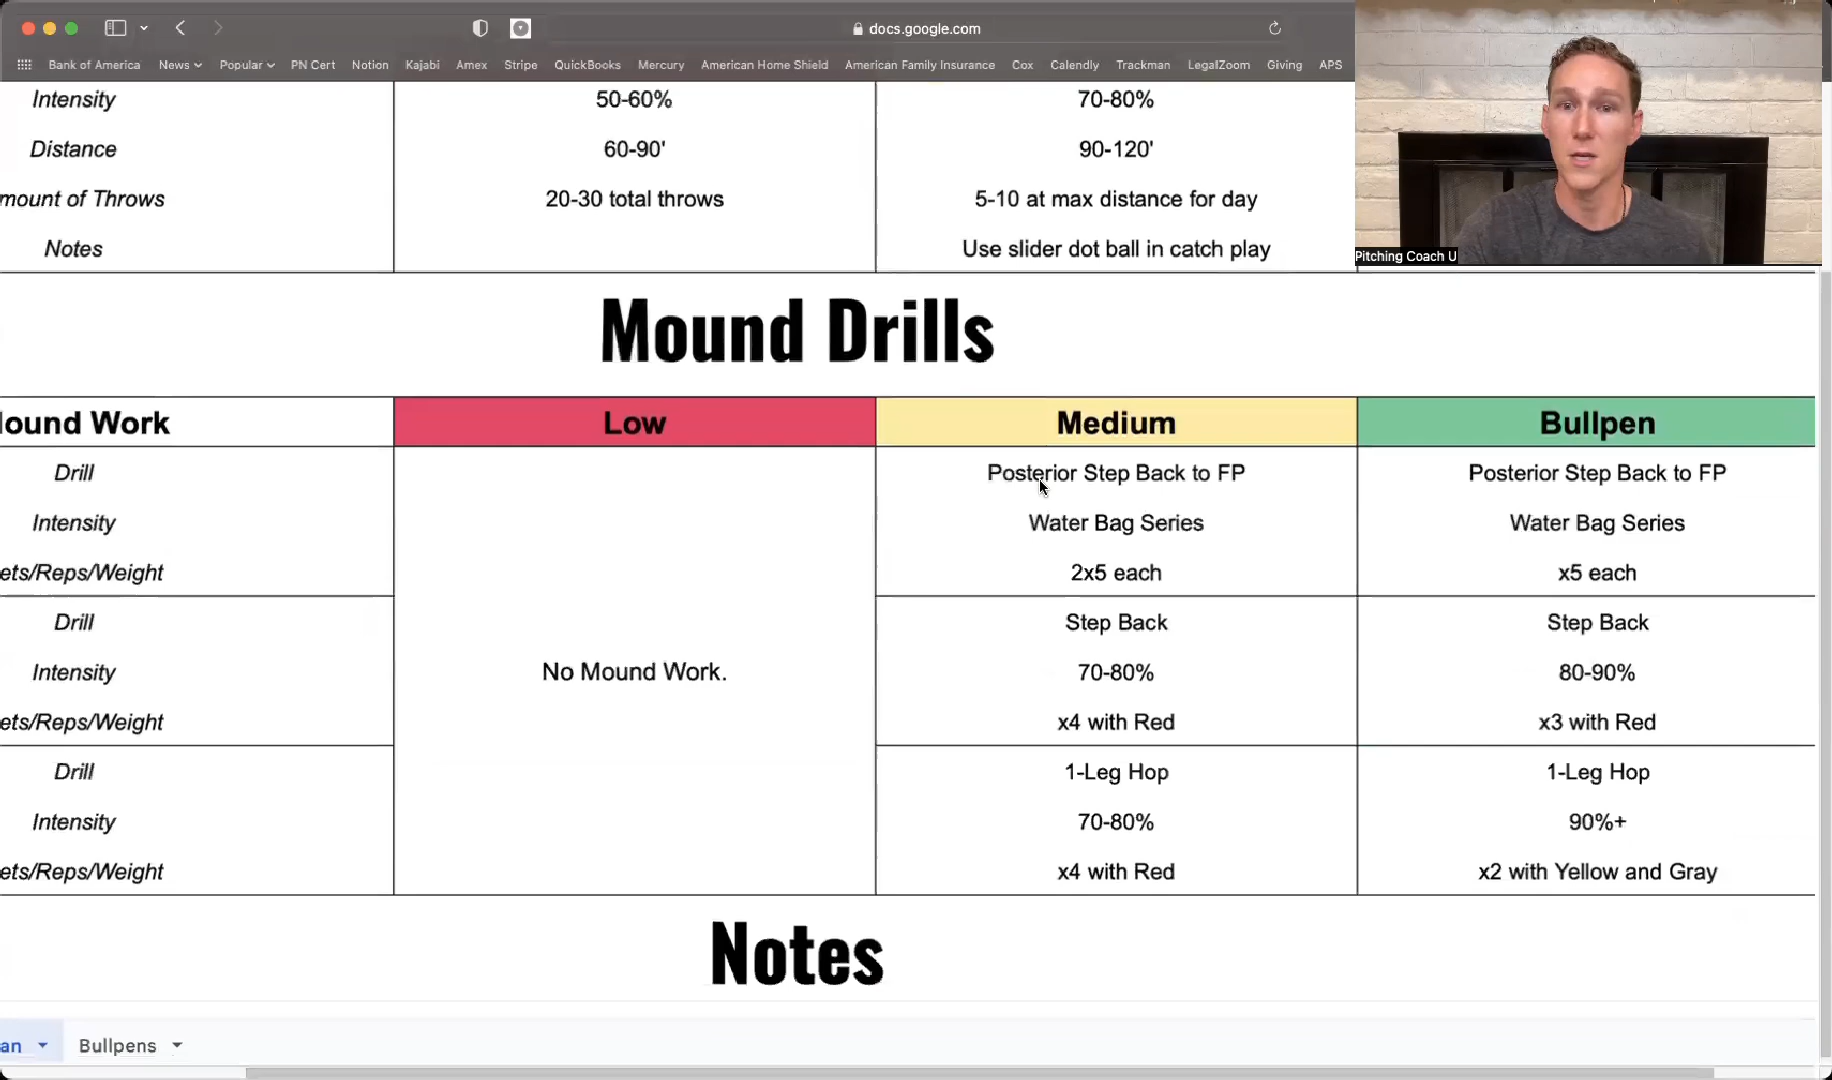 docs.google.com
Bank of America News Popular PN Cert Notion Kajabi Amex Stripe QuickBooks Mercury American Home Shield American Family Insurance Cox Calendly Trackman LegalZoom Giving APS
Intensity 50-60% 70-80%
Distance 60-90' 90-120'
mount of Throws 20-30 total throws 5-10 at max distance for day
Notes Use slider dot ball in catch play
Pitching Coach U
Mound Drills
ound Work Low Medium Bullpen
Drill Posterior Step Back to FP Posterior Step Back to FP
Intensity Water Bag Series Water Bag Series
ets/Reps/Weight 2x5 each x5 each
Drill Step Back Step Back
Intensity No Mound Work. 70-80% 80-90%
ets/Reps/Weight x4 with Red x3 with Red
Drill 1-Leg Hop 1-Leg Hop
Intensity 70-80% 90%+
ets/Reps/Weight x4 with Red x2 with Yellow and Gray
Notes
an Bullpens